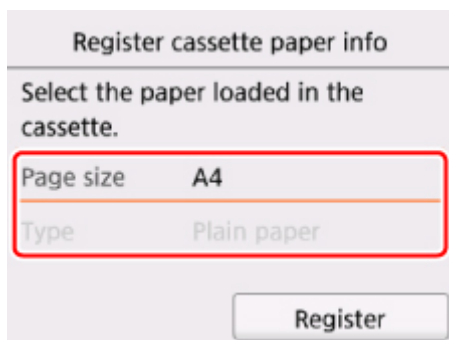 Register cassette paper info
Select the paper loaded in the
cassette.
Page size A4
Type Plain paper
Register